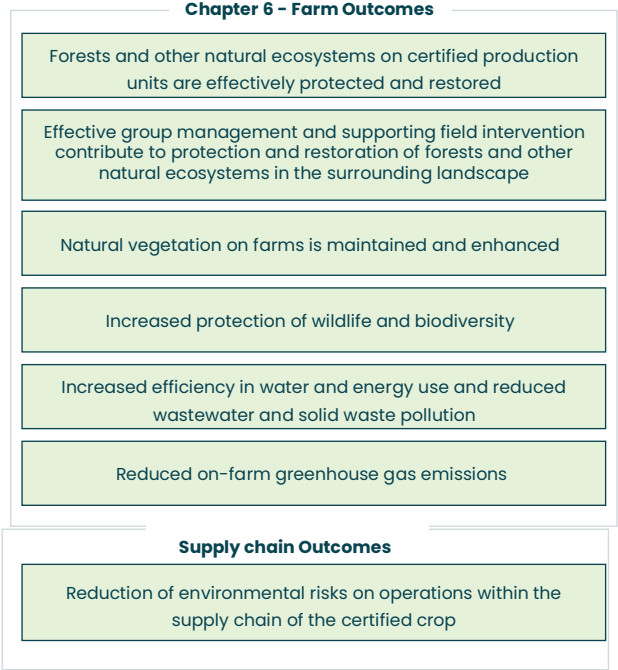 Chapter 6 - Farm Outcomes
Forests and other natural ecosystems on certified production
units are effectively protected and restored
Effective group management and supporting field intervention
contribute to protection and restoration of forests and other
natural ecosystems in the surrounding landscape
Natural vegetation on farms is maintained and enhanced
Increased protection of wildlife and biodiversity
Increased efficiency in water and energy use and reduced
wastewater and solid waste pollution
Reduced on-farm greenhouse gas emissions
Supply chain Outcomes
Reduction of environmental risks on operations within the
supply chain of the certified crop